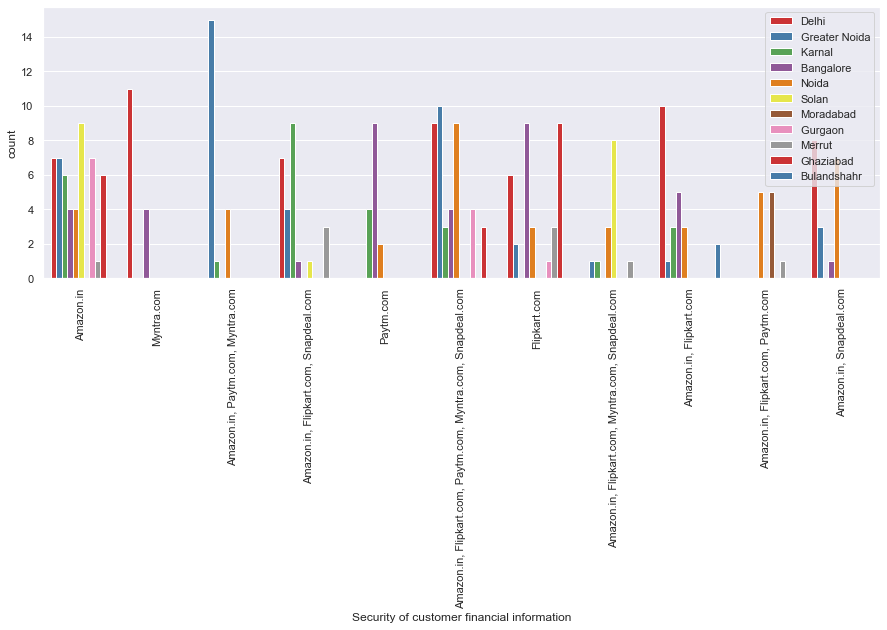 Delhi
Greater Noida
Karnal
Bangalore
Noida
Solan
Moradabad
Gurgaon
Merrut
Ghaziabad
Bulandshahr
count
14
12
10
8
6
4
2
0
Amazon.in
Myntra.com
Amazon.in, Paytm.com, Myntra.com
Amazon.in, Flipkart.com, Snapdeal.com
Paytm.com
Amazon.in, Flipkart.com, Paytm.com, Myntra.com, Snapdeal.com
Flipkart.com
Amazon.in, Flipkart.com, Myntra.com, Snapdeal.com
Amazon.in, Flipkart.com
Amazon.in, Flipkart.com, Paytm.com
Amazon.in, Snapdeal.com
Security of customer financial information